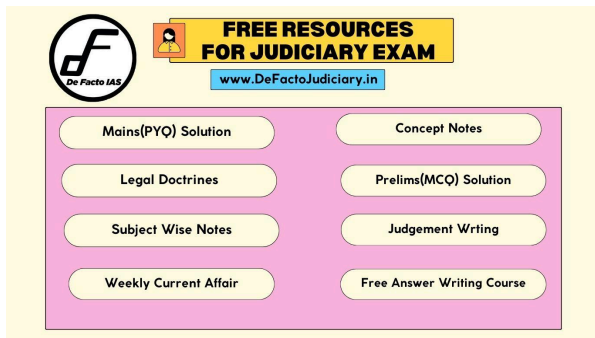 FREE RESOURCES
FOR JUDICIARY EXAM
De Facto IAS
www.DeFactoJudiciary.in
Mains(PYQ) Solution
Concept Notes
Legal Doctrines
Prelims(MCQ) Solution
Subject Wise Notes
Judgement Wrting
Weekly Current Affair
Free Answer Writing Course